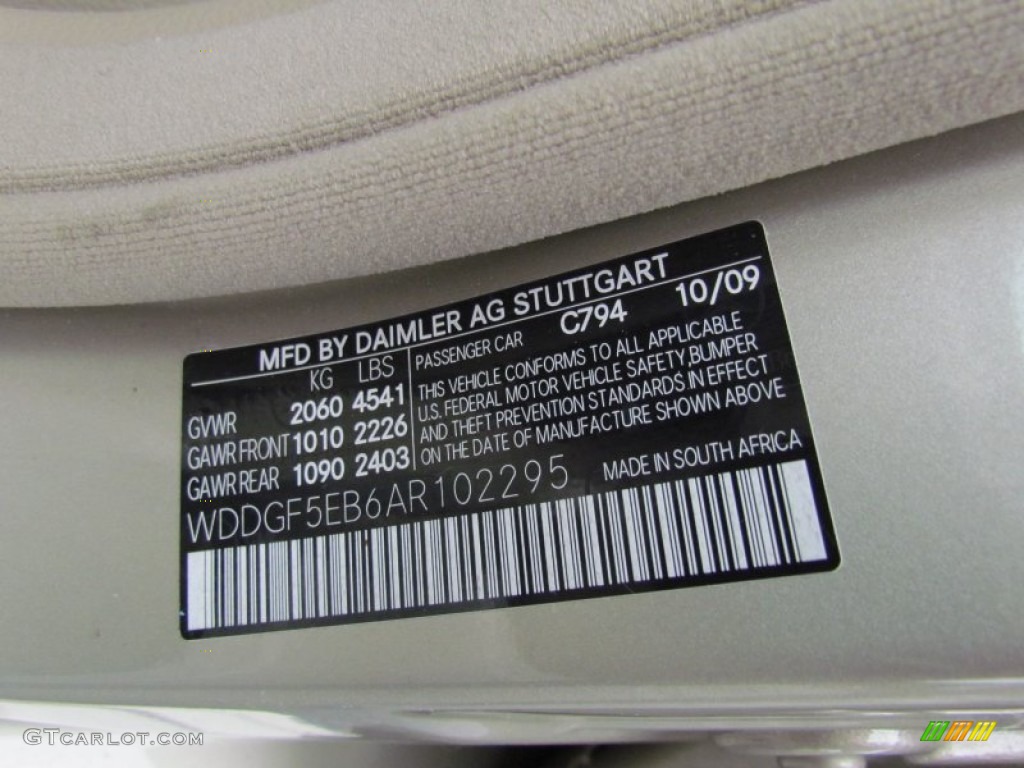 MFD BY DAIMLER AG STUTTGART
KG LBS
GVWR 2060 4541
GAWR FRONT 1010 2226
GAWR REAR 1090 2403
PASSENGER CAR C794 10/09
THIS VEHICLE CONFORMS TO ALL APPLICABLE
U.S. FEDERAL MOTOR VEHICLE SAFETY BUMPER
AND THEFT PREVENTION STANDARDS IN EFFECT
ON THE DATE OF MANUFACTURE SHOWN ABOVE
WDDGF5EB6AR102295 MADE IN SOUTH AFRICA
GTCARLOT.COM